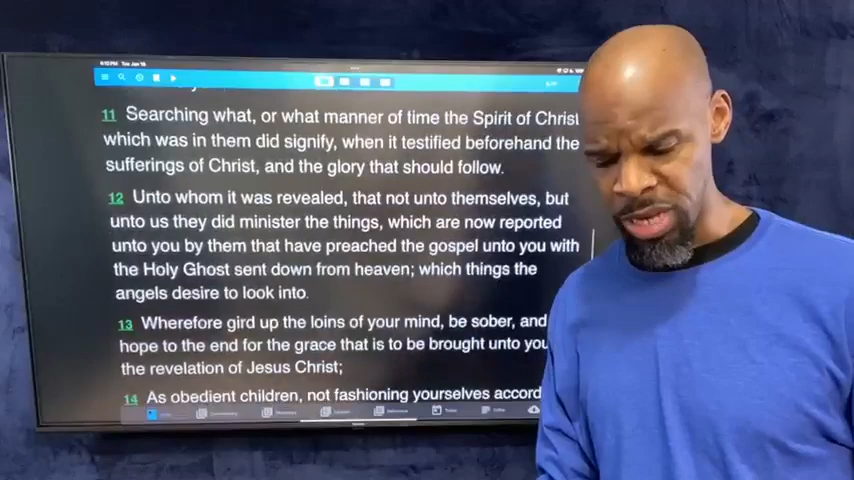 11 Searching what, or what manner of time the Spirit of Christ
which was in them did signify, when it testified beforehand the
sufferings of Christ, and the glory that should follow.
12 Unto whom it was revealed, that not unto themselves, but
unto us they did minister the things, which are now reported
unto you by them that have preached the gospel unto you with
the Holy Ghost sent down from heaven; which things the
angels desire to look into.
13 Wherefore gird up the loins of your mind, be sober, and
hope to the end for the grace that is to be brought unto you
the revelation of Jesus Christ;
14 As obedient children, not fashioning yourselves accord